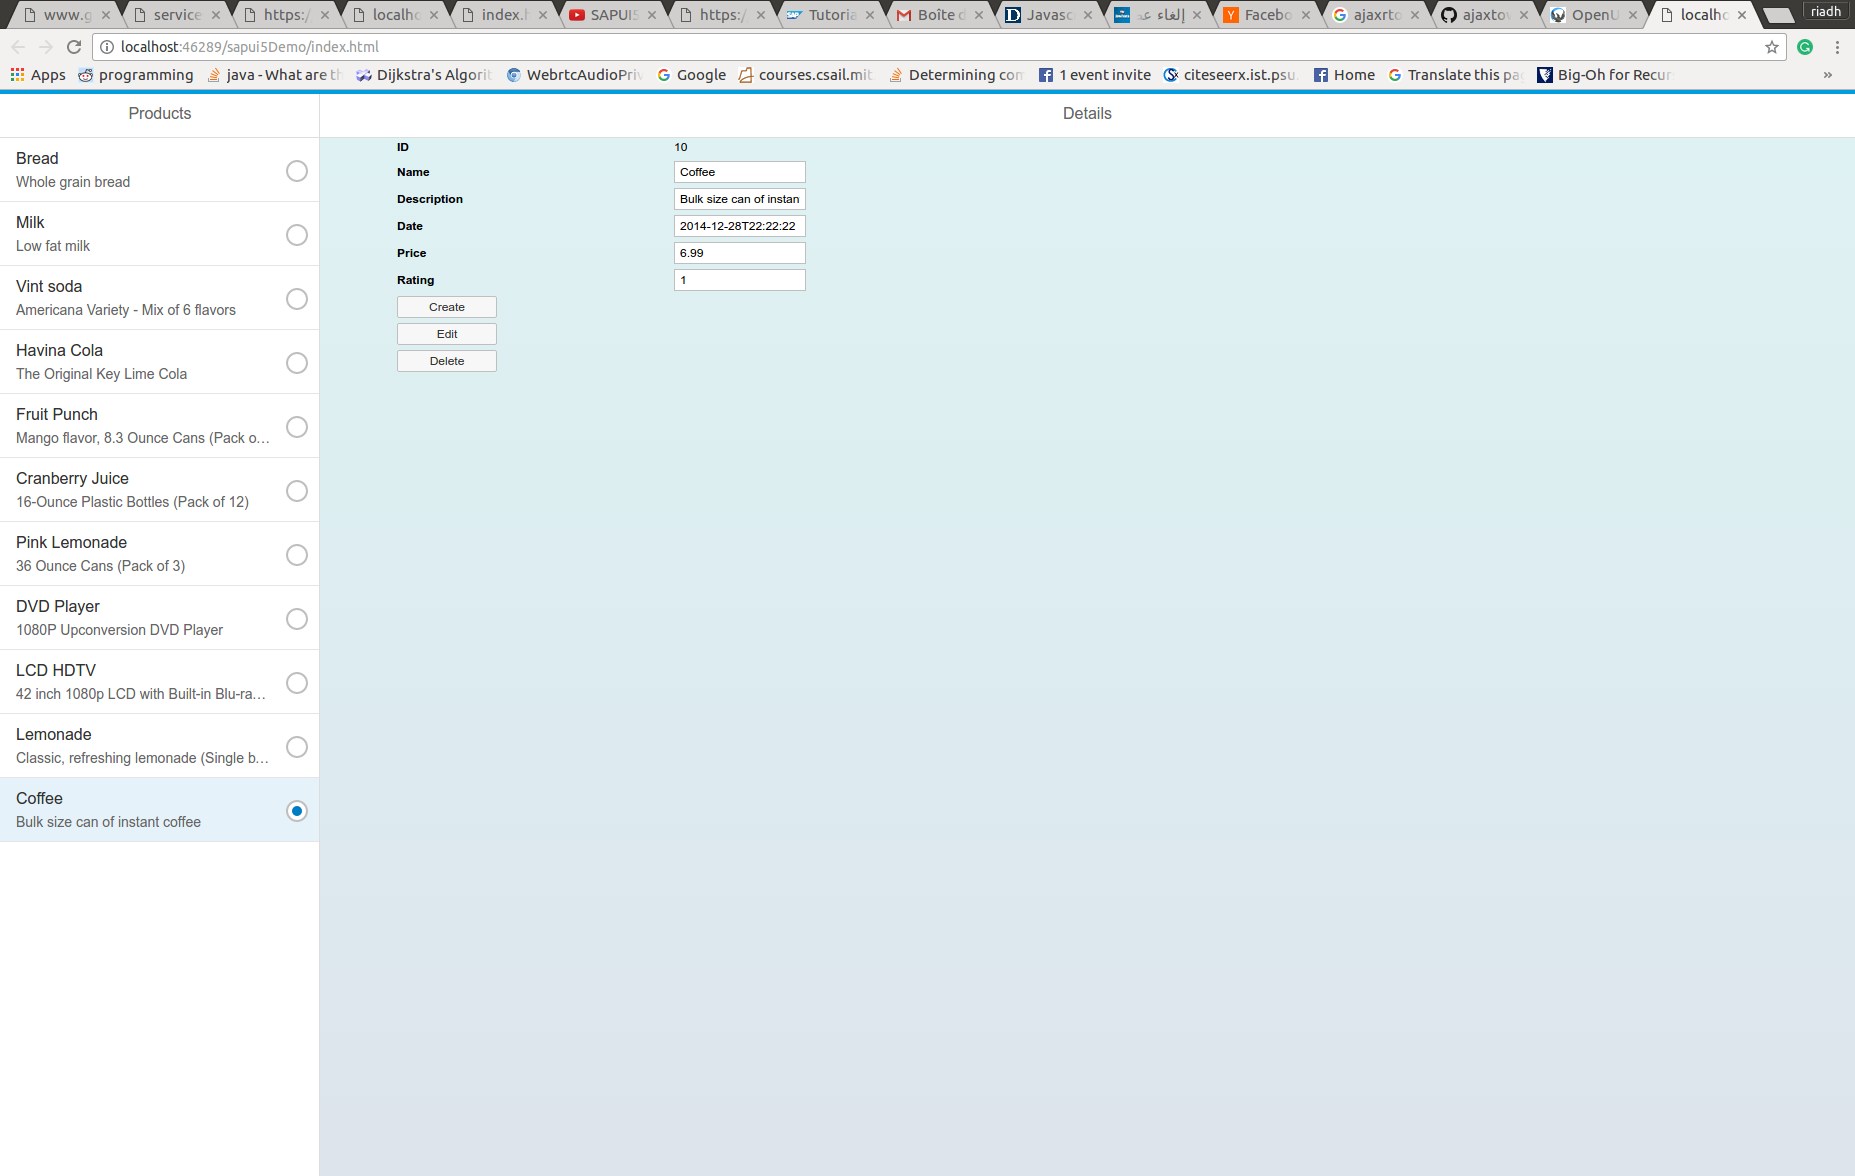 www.g
service
https:/
localho
index.h
SAPUI5
https:/
Tutoria
Boîte d
Javasc
إلغاء عد
Facebo
ajaxrto
ajaxtov
OpenU
localho
riadh
localhost:46289/sapui5Demo/index.html
Apps
programming
java - What are th
Dijkstra's Algorit
WebrtcAudioPriv
Google
courses.csail.mit.
Determining com
1 event invite
citeseerx.ist.psu.
Home
Translate this pa
Big-Oh for Recur
»
Products
Details
Bread
Whole grain bread
Milk
Low fat milk
Vint soda
Americana Variety - Mix of 6 flavors
Havina Cola
The Original Key Lime Cola
Fruit Punch
Mango flavor, 8.3 Ounce Cans (Pack o...
Cranberry Juice
16-Ounce Plastic Bottles (Pack of 12)
Pink Lemonade
36 Ounce Cans (Pack of 3)
DVD Player
1080P Upconversion DVD Player
LCD HDTV
42 inch 1080p LCD with Built-in Blu-ra...
Lemonade
Classic, refreshing lemonade (Single b...
Coffee
Bulk size can of instant coffee
ID 10
Name Coffee
Description Bulk size can of instan
Date 2014-12-28T22:22:22
Price 6.99
Rating 1
Create
Edit
Delete